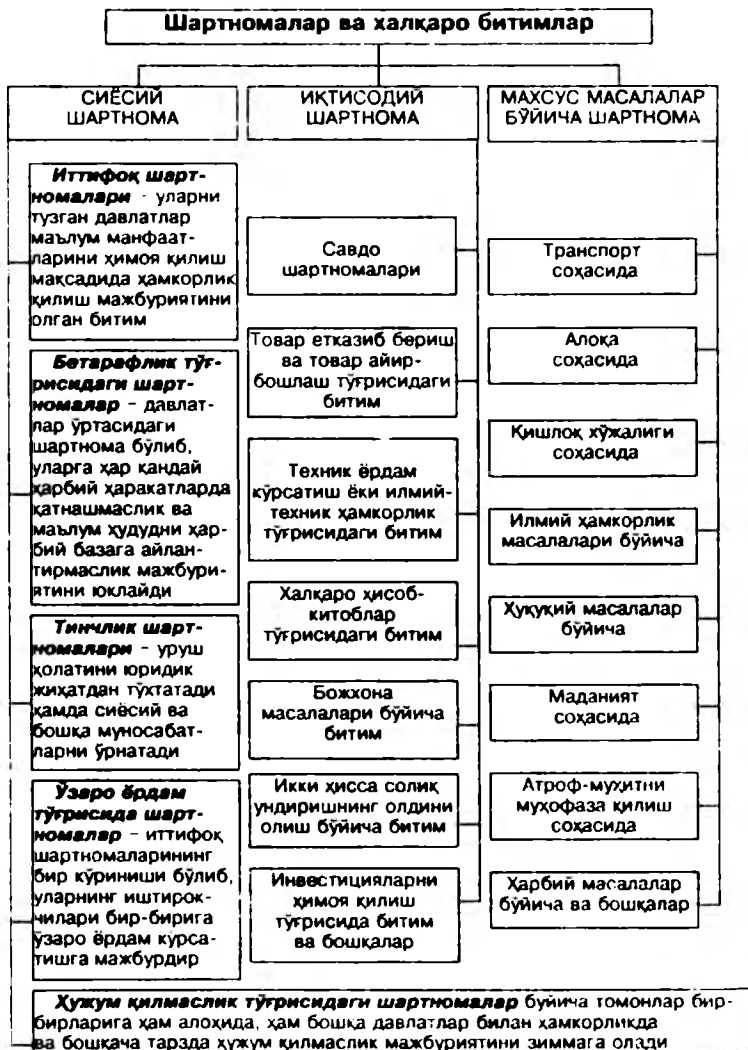 Шартномалар ва халқаро битимлар
СИЁСИЙ
ШАРТНОМА
Иттифоқ шарт-
номалари - уларни
тузган давлатлар
маълум манфаат-
ларини ҳимоя қилиш
мақсадида ҳамкорлик
қилиш мажбуриятини
олган битим
Бетарафлик тўғ-
рисидаги шарт-
номалар – давлат-
лар ўртасидаги
шартнома бўлиб,
уларга ҳар қандай
ҳарбий ҳаракатларда
қатнашмаслик ва
маълум ҳудудни ҳар-
бий базага айлан-
тирмаслик мажбури-
ятини юклайди
Тинчлик шарт-
номалари – уруш
ҳолатини юридик
жиҳатдан тўхтатади
ҳамда сиёсий ва
бошқа муносабат-
ларни ўрнатади
Ўзаро ёрдам
тўғрисида шарт-
номалар – иттифоқ
шартномаларининг
бир кўриниши бўлиб,
уларнинг иштирок-
чилари бир-бирига
ўзаро ёрдам курса-
тишга мажбурдир
ИҚТИСОДИЙ
ШАРТНОМА
Савдо
шартномалари
Товар етказиб бериш
ва товар айир-
бошлаш тўғрисидаги
битим
Техник ёрдам
кўрсатиш ёки илмий-
техник ҳамкорлик
тўғрисидаги битим
Халқаро ҳисоб-
китоблар
тўғрисидаги битим
Божхона
масалалари бўйича
битим
Икки ҳисса солиқ
ундиришнинг олдини
олиш бўйича битим
Инвестицияларни
ҳимоя қилиш
тўғрисида битим
ва бошқалар
МАХСУС МАСАЛАЛАР
БЎЙИЧА ШАРТНОМА
Транспорт
соҳасида
Алоқа
соҳасида
Қишлоқ хўжалиги
соҳасида
Илмий ҳамкорлик
масалалари бўйича
Ҳуқуқий масалалар
бўйича
Маданият
соҳасида
Атроф-муҳитни
муҳофаза қилиш
соҳасида
Ҳарбий масалалар
бўйича ва бошқалар
Ҳужум қилмаслик тўғрисидаги шартномалар буйича томонлар бир-
бирларига ҳам алоҳида, ҳам бошқа давлатлар билан ҳамкорликда
ва бошқача тарзда ҳужум қилмаслик мажбуриятини зиммага олади